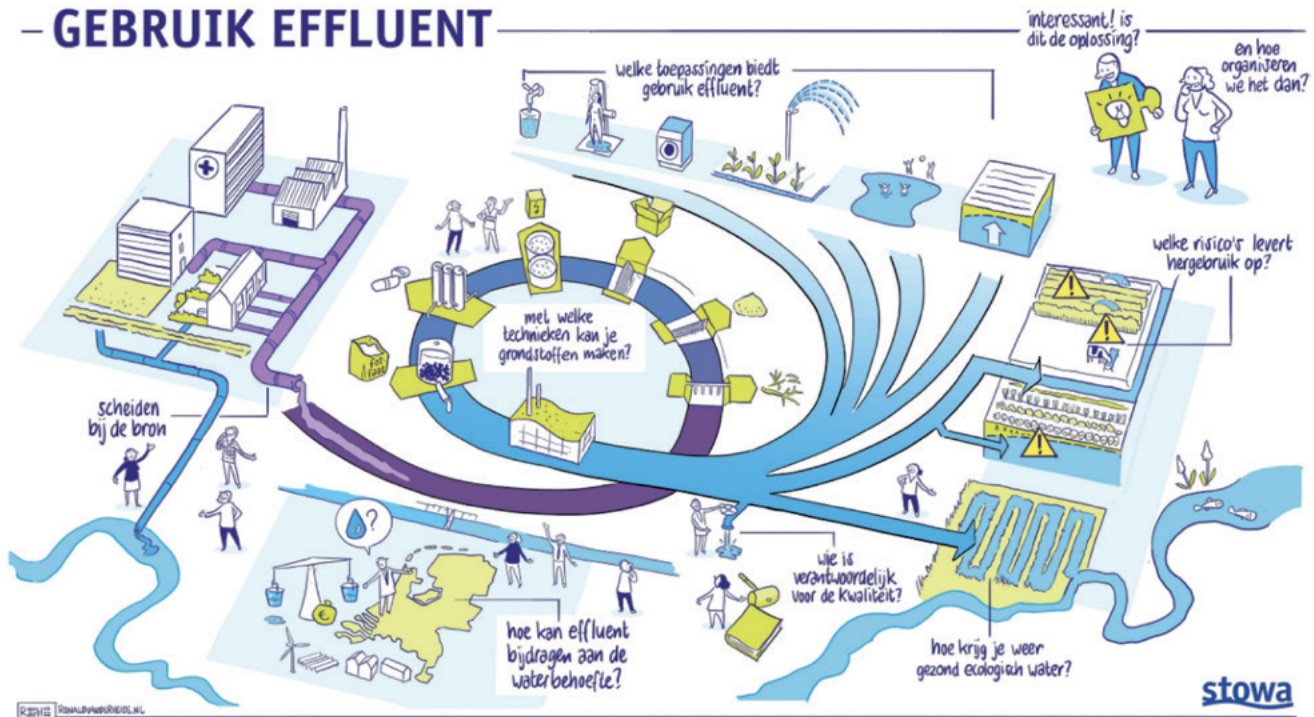 GEBRUIK EFFLUENT
interessant! is
dit de oplossing?
en hoe
organiseren
we het dan?
welke toepassingen biedt
gebruik effluent?
welke risico's levert
hergebruik op?
met welke
technieken kan je
grondstoffen maken?
fos
faat
scheiden
bij de bron
?
wie is
verantwoordelijk
voor de kwaliteit?
€
hoe kan effluent
bijdragen aan de
waterbehoefte?
hoe krijg je weer
gezond ecologisch water?
stowa
RONALDVANDERHEIDE.NL